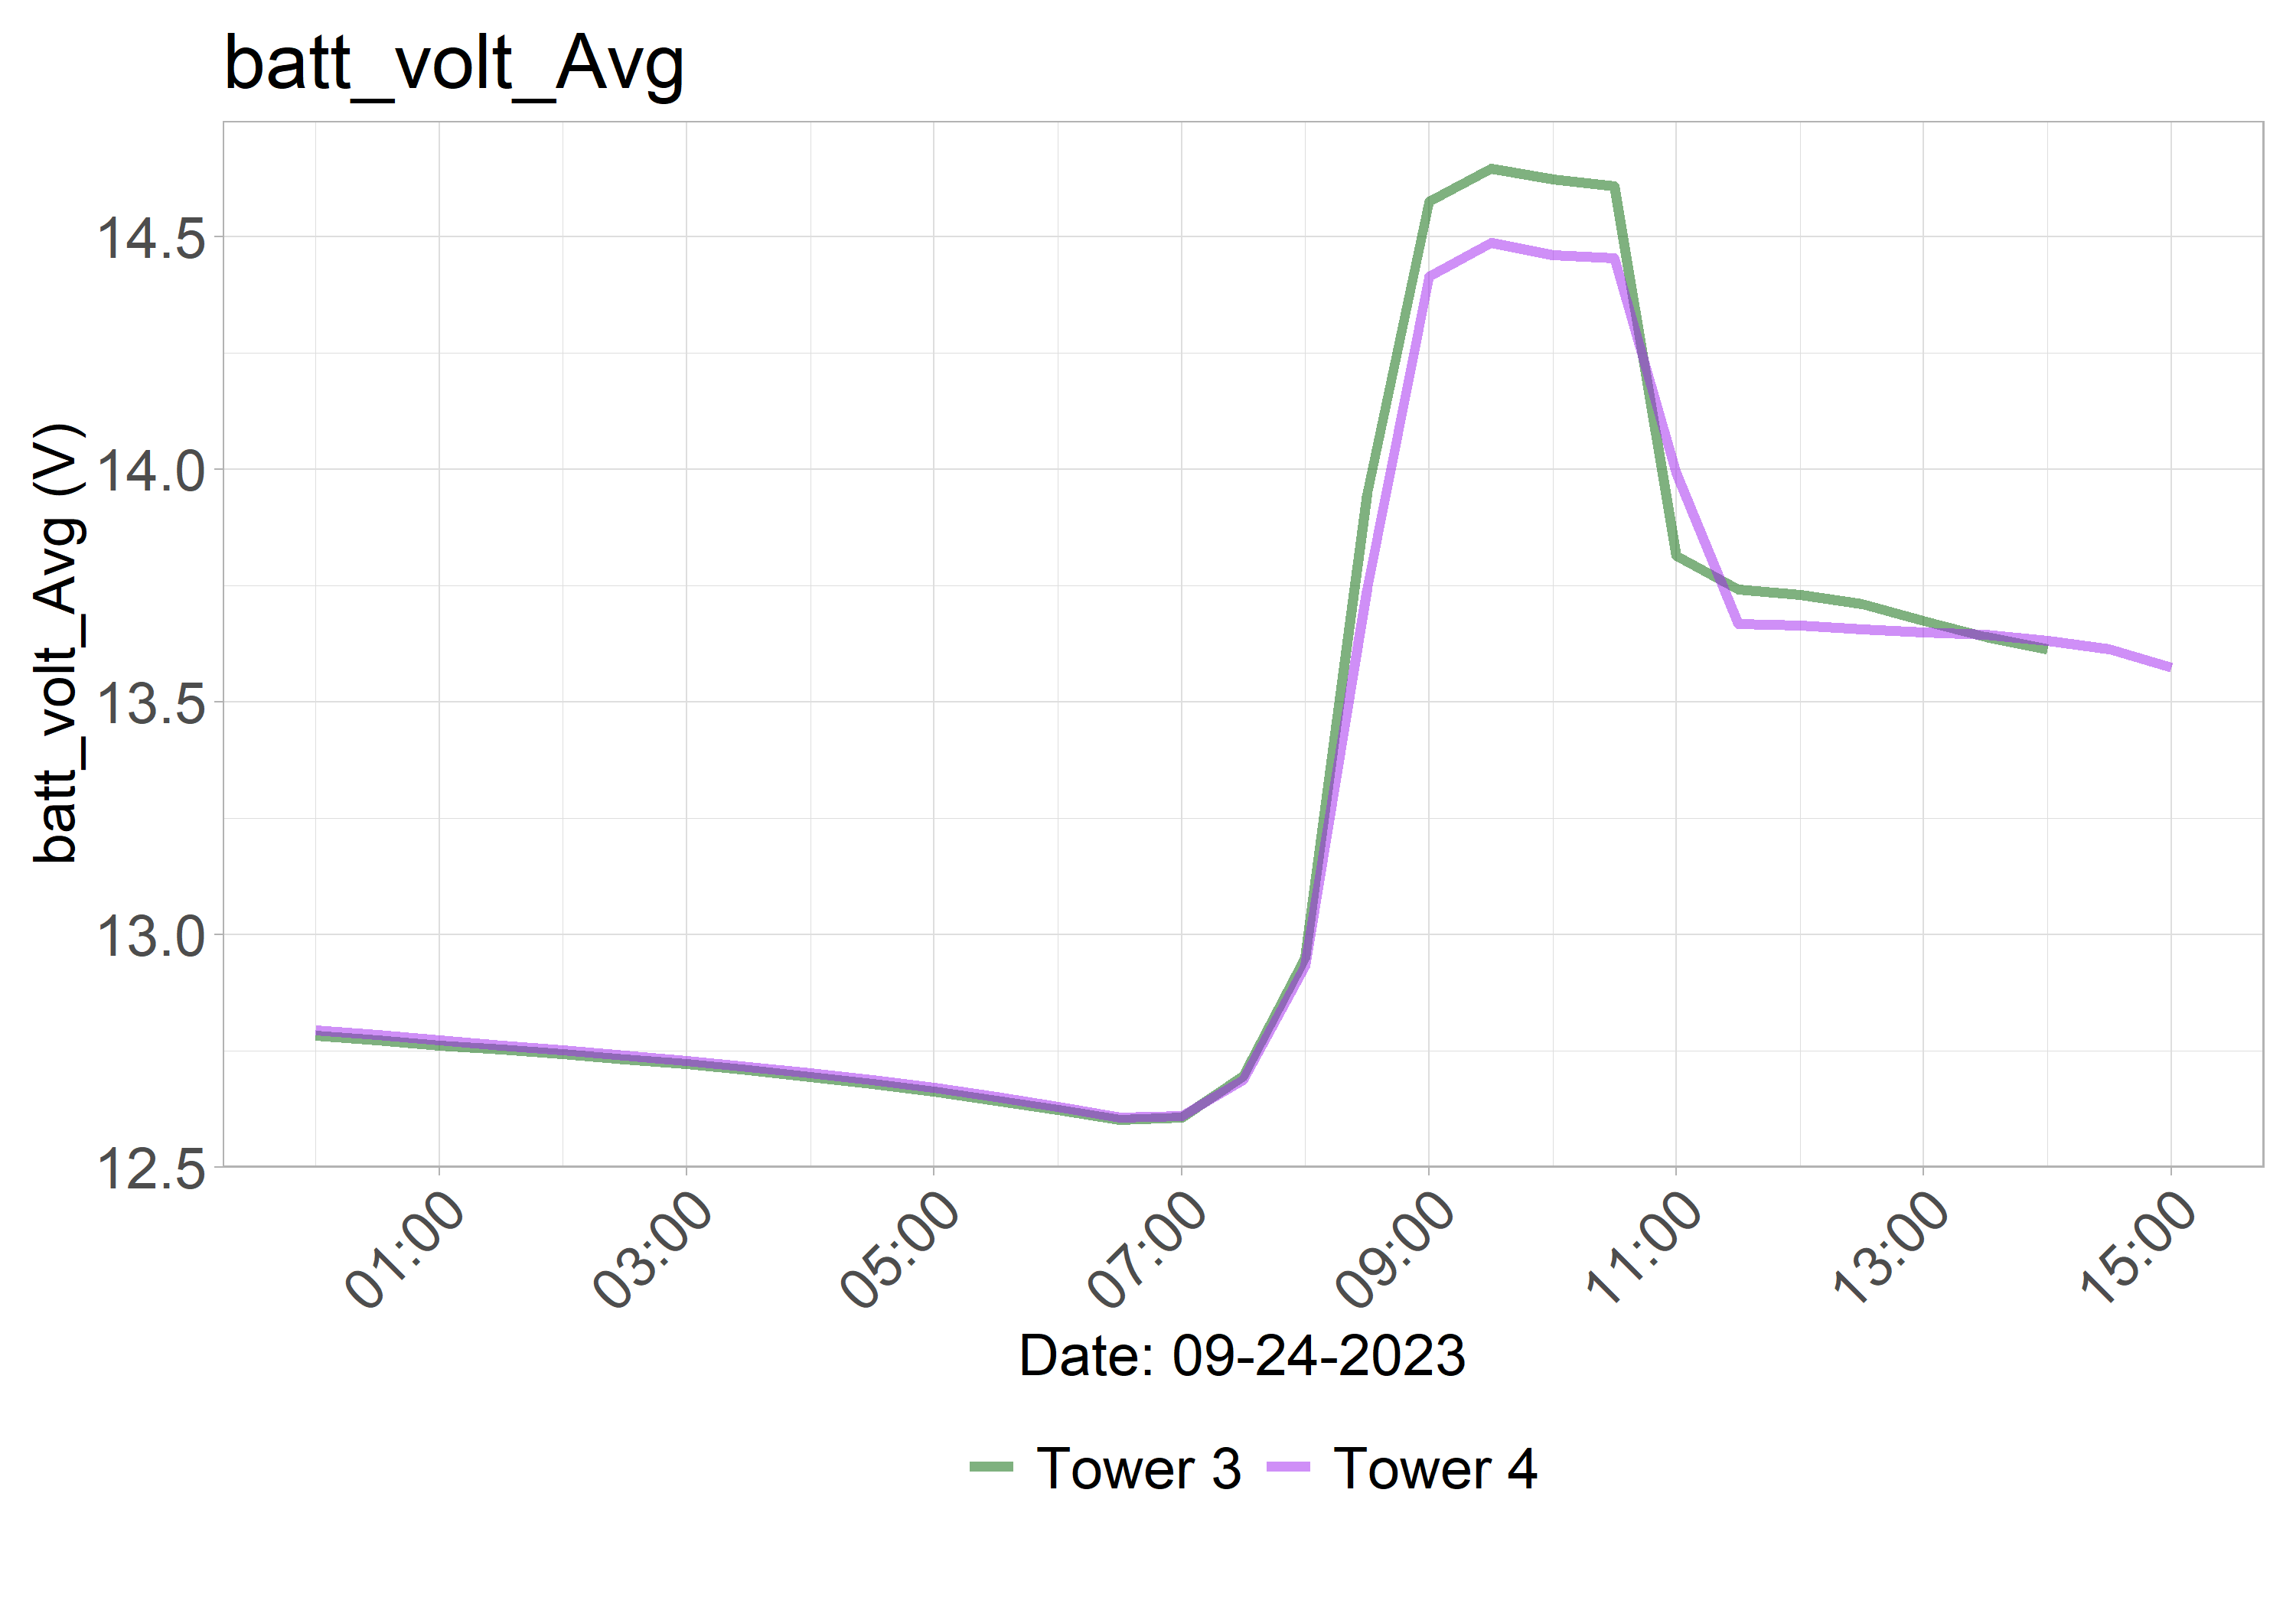 batt_volt_Avg
batt_volt_Avg (V)
14.5
14.0
13.5
13.0
12.5
01:00 03:00 05:00 07:00 09:00 11:00 13:00 15:00
Date: 09-24-2023
Tower 3 Tower 4